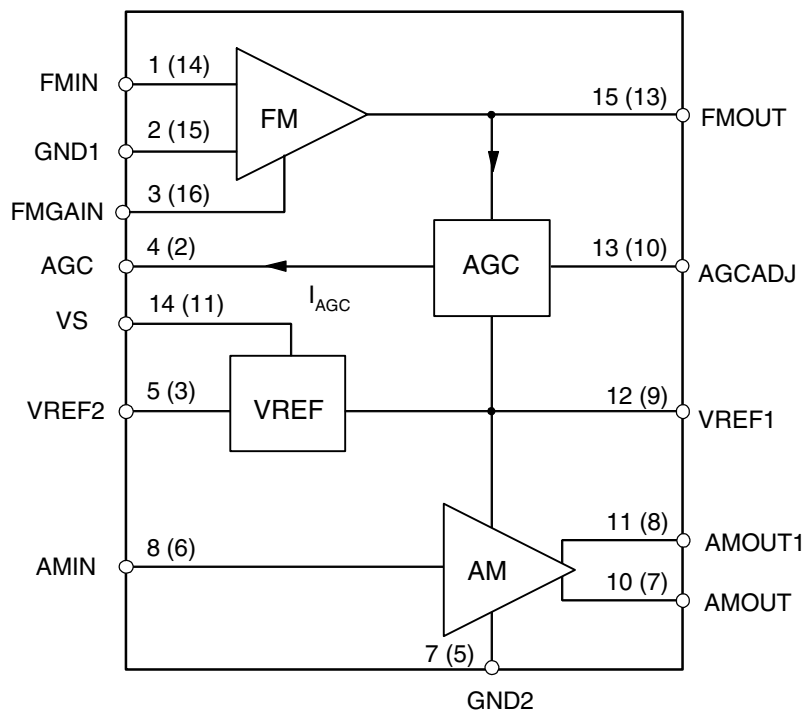 1 (14)
FMIN
FM
15 (13)
FMOUT
2 (15)
GND1
3 (16)
FMGAIN
4 (2)
AGC
AGC
13 (10)
AGCADJ
IAGC
14 (11)
VS
5 (3)
VREF2
VREF
12 (9)
VREF1
8 (6)
AMIN
AM
11 (8)
AMOUT1
10 (7)
AMOUT
7 (5)
GND2